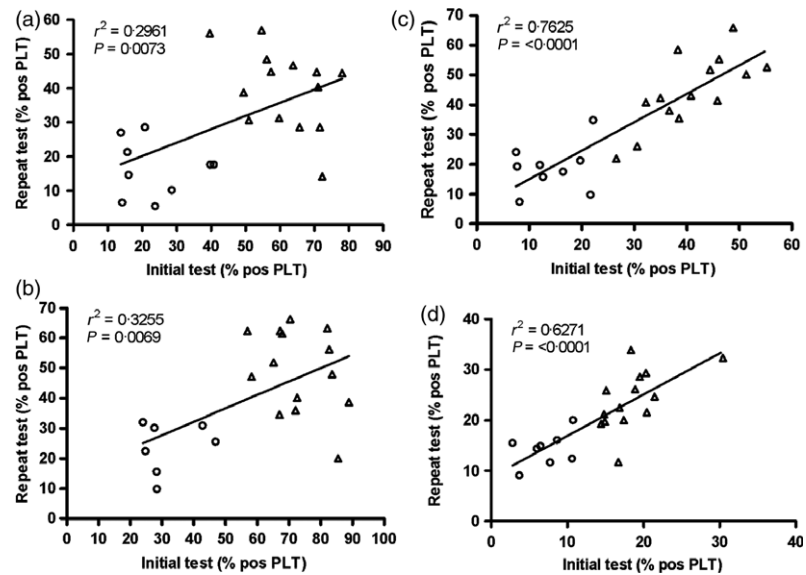 (a)
r² = 0·2961
P = 0·0073
Repeat test (% pos PLT)
60
50
40
30
20
10
0
0 10 20 30 40 50 60 70 80 90
Initial test (% pos PLT)
(b)
r² = 0·3255
P = 0·0069
Repeat test (% pos PLT)
70
60
50
40
30
20
10
0
0 10 20 30 40 50 60 70 80 90 100
Initial test (% pos PLT)
(c)
r² = 0·7625
P = <0·0001
Repeat test (% pos PLT)
70
60
50
40
30
20
10
0
0 10 20 30 40 50 60
Initial test (% pos PLT)
(d)
r² = 0·6271
P = <0·0001
Repeat test (% pos PLT)
40
30
20
10
0
0 10 20 30 40
Initial test (% pos PLT)